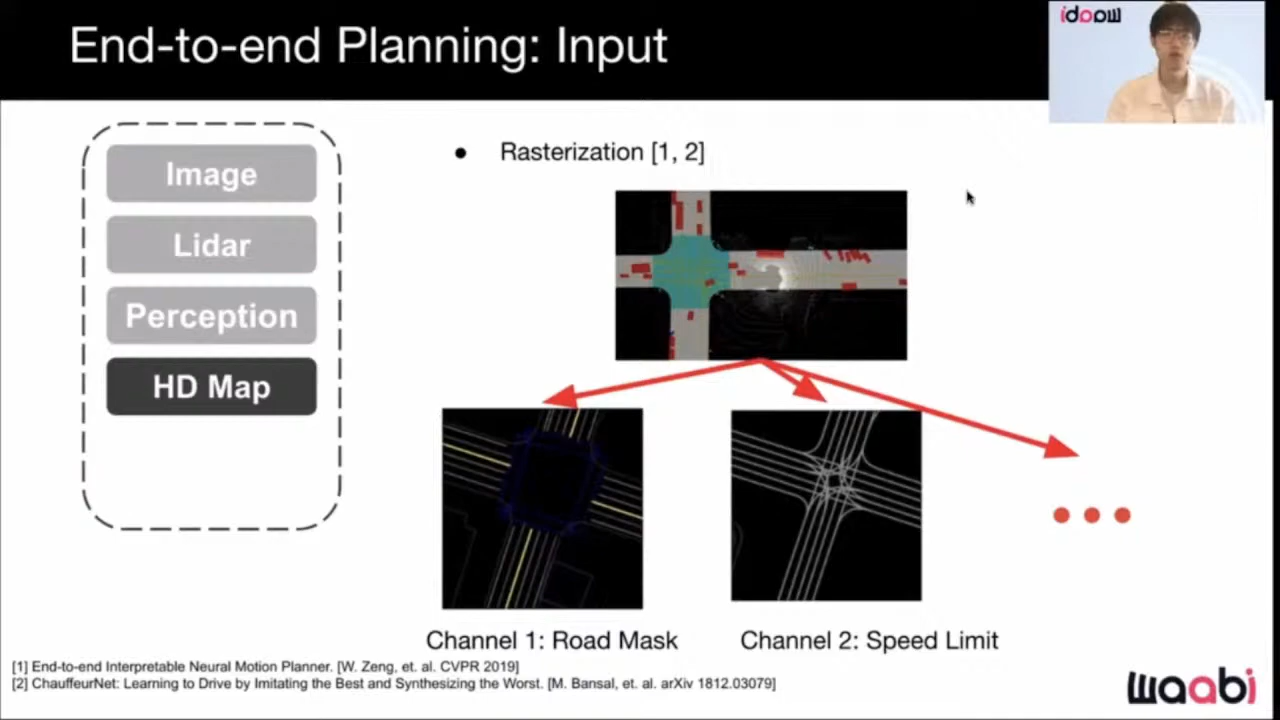 End-to-end Planning: Input
Image
Lidar
Perception
HD Map
● Rasterization [1, 2]
Channel 1: Road Mask
Channel 2: Speed Limit
[1] End-to-end Interpretable Neural Motion Planner. [W. Zeng, et. al. CVPR 2019]
[2] ChauffeurNet: Learning to Drive by Imitating the Best and Synthesizing the Worst. [M. Bansal, et. al. arXiv 1812.03079]
waabi
waabi